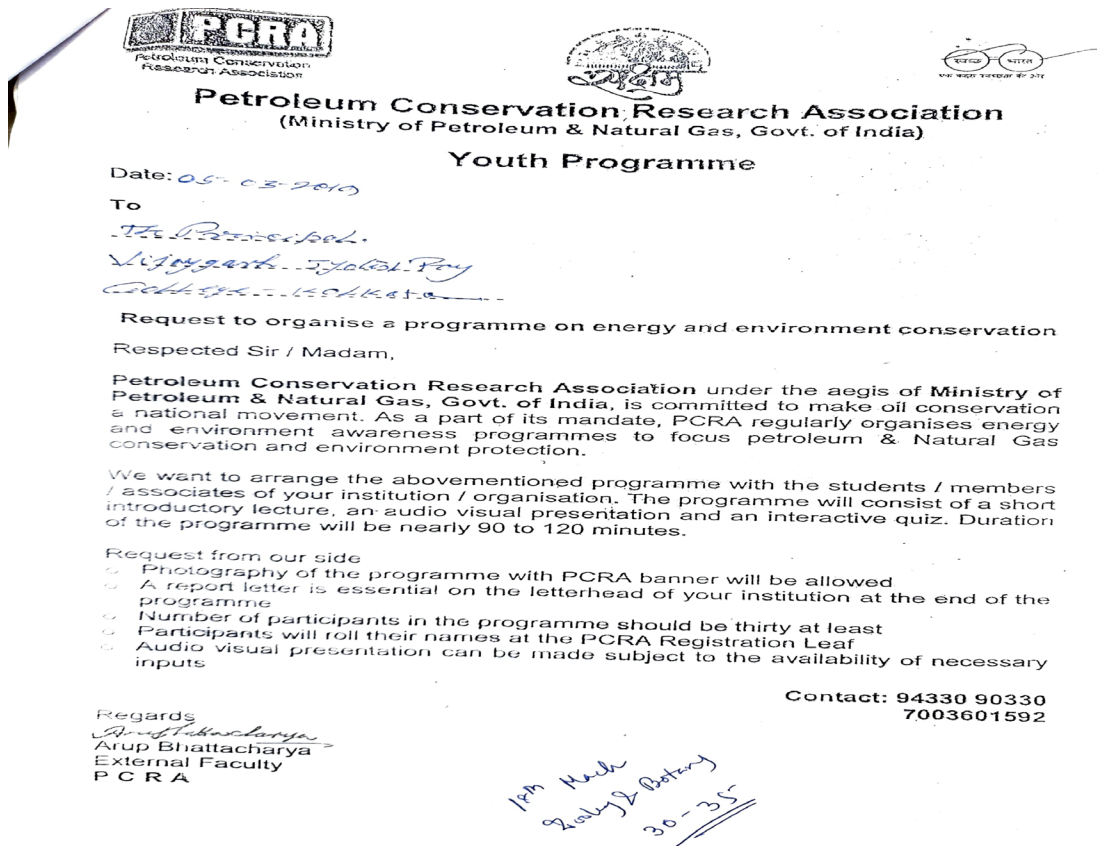 PCRA
Petroleum Conservation
Research Association
सक्षम
स्वच्छ भारत
एक कदम स्वच्छता की ओर
Petroleum Conservation Research Association
(Ministry of Petroleum & Natural Gas, Govt. of India)
Youth Programme
Date: 05-03-2019
To
The Principal.
Vijoygarh Jyotish Ray
College - Kolkata
Request to organise a programme on energy and environment conservation
Respected Sir / Madam,
Petroleum Conservation Research Association under the aegis of Ministry of
Petroleum & Natural Gas, Govt. of India, is committed to make oil conservation
a national movement. As a part of its mandate, PCRA regularly organises energy
and environment awareness programmes to focus petroleum & Natural Gas
conservation and environment protection.
We want to arrange the abovementioned programme with the students / members
/ associates of your institution / organisation. The programme will consist of a short
introductory lecture, an audio visual presentation and an interactive quiz. Duration
of the programme will be nearly 90 to 120 minutes.
Request from our side
○ Photography of the programme with PCRA banner will be allowed
○ A report letter is essential on the letterhead of your institution at the end of the
programme
○ Number of participants in the programme should be thirty at least
○ Participants will roll their names at the PCRA Registration Leaf
○ Audio visual presentation can be made subject to the availability of necessary
inputs
Contact: 94330 90330
7003601592
Regards
Arup Bhattacharya
Arup Bhattacharya
External Faculty
P C R A
March
Zoology & Botany
30 - 35